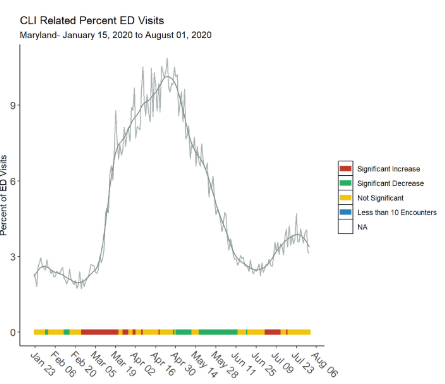 CLI Related Percent ED Visits
Maryland- January 15, 2020 to August 01, 2020
Percent of ED Visits
9
6
3
0
Jan 23
Feb 06
Feb 20
Mar 05
Mar 19
Apr 02
Apr 16
Apr 30
May 14
May 28
Jun 11
Jun 25
Jul 09
Jul 23
Aug 06
Significant Increase
Significant Decrease
Not Significant
Less than 10 Encounters
NA